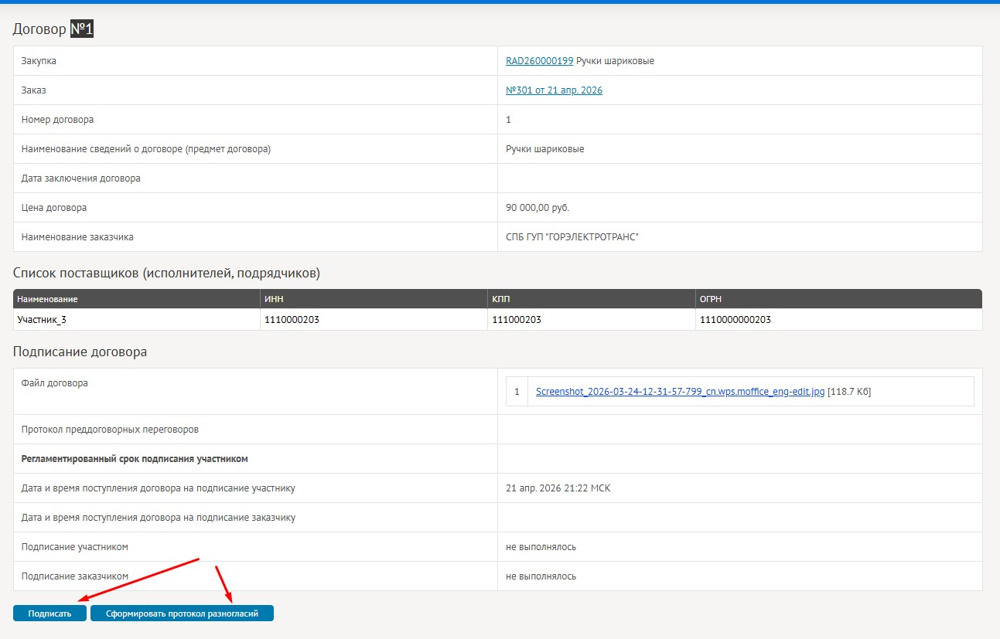 Договор №1
Закупка RAD260000199 Ручки шариковые
Заказ №301 от 21 апр. 2026
Номер договора 1
Наименование сведений о договоре (предмет договора) Ручки шариковые
Дата заключения договора
Цена договора 90 000,00 руб.
Наименование заказчика СПБ ГУП "ГОРЭЛЕКТРОТРАНС"
Список поставщиков (исполнителей, подрядчиков)
Наименование ИНН КПП ОГРН
Участник_3 1110000203 111000203 1110000000203
Подписание договора
Файл договора 1 Screenshot_2026-03-24-12-31-57-799_cn.wps.moffice_eng-edit.jpg [118.7 Кб]
Протокол преддоговорных переговоров
Регламентированный срок подписания участником
Дата и время поступления договора на подписание участнику 21 апр. 2026 21:22 МСК
Дата и время поступления договора на подписание заказчику
Подписание участником не выполнялось
Подписание заказчиком не выполнялось
Подписать Сформировать протокол разногласий